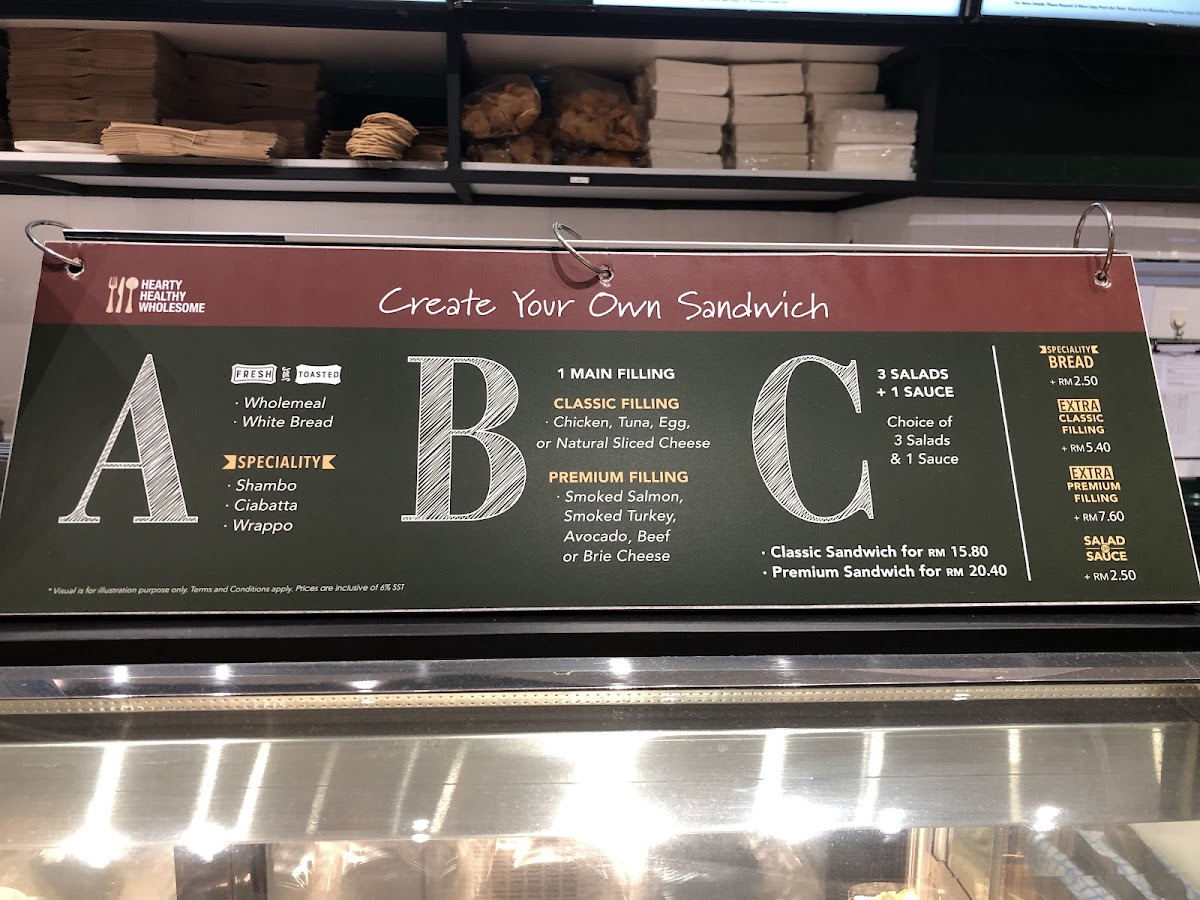 HEARTY
HEALTHY
WHOLESOME
Create Your Own Sandwich
A
FRESH or TOASTED
· Wholemeal
· White Bread
SPECIALITY
· Shambo
· Ciabatta
· Wrappo
B
1 MAIN FILLING
CLASSIC FILLING
· Chicken, Tuna, Egg,
or Natural Sliced Cheese
PREMIUM FILLING
· Smoked Salmon,
Smoked Turkey,
Avocado, Beef
or Brie Cheese
C
3 SALADS
+ 1 SAUCE
Choice of
3 Salads
& 1 Sauce
· Classic Sandwich for RM 15.80
· Premium Sandwich for RM 20.40
SPECIALITY
BREAD
+ RM 2.50
EXTRA
CLASSIC
FILLING
+ RM 5.40
EXTRA
PREMIUM
FILLING
+ RM 7.60
SALAD
SAUCE
+ RM 2.50
* Visual is for illustration purpose only. Terms and Conditions apply. Prices are inclusive of 6% SST